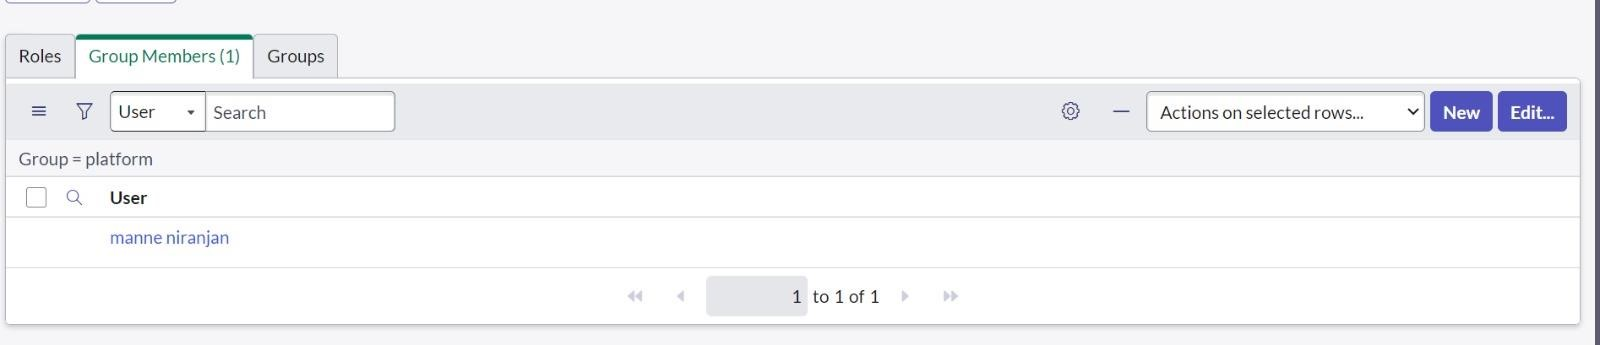 Roles Group Members (1) Groups
User Search Actions on selected rows... New Edit...
Group = platform
User
manne niranjan
1 to 1 of 1